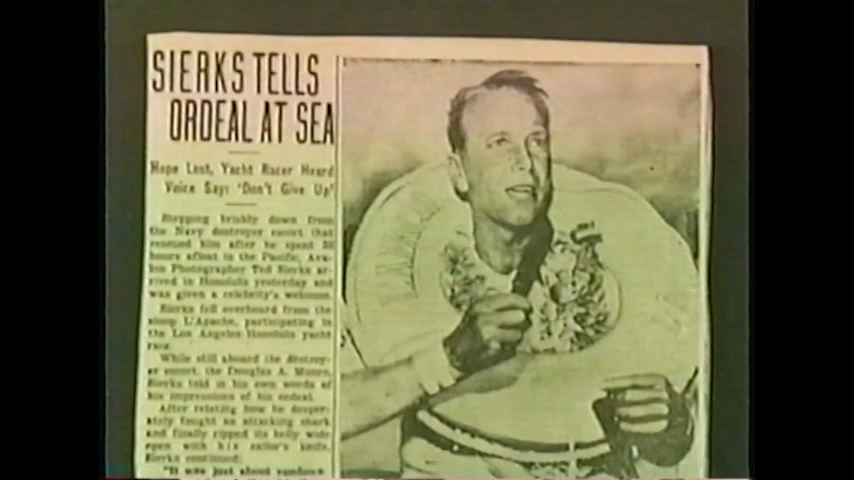 SIERKS TELLS
ORDEAL AT SEA
Hope Lost, Yacht Racer Heard
Voice Say: 'Don't Give Up'
Stepping briskly down from
the Navy destroyer escort that
rescued him after he spent 30
hours afloat in the Pacific, Ava-
lon Photographer Ted Sierks ar-
rived in Honolulu yesterday and
was given a celebrity's welcome.
Sierks fell overboard from the
sloop L'Apache, participating in
the Los Angeles-Honolulu yacht
race.
While still aboard the destroy-
er escort, the Douglas A. Munro,
Sierks told in his own words of
his impressions of his ordeal.
After relating how he desper-
ately fought an attacking shark
and finally ripped its belly wide
open with his sailor's knife,
Sierks continued:
"It was just about sundown